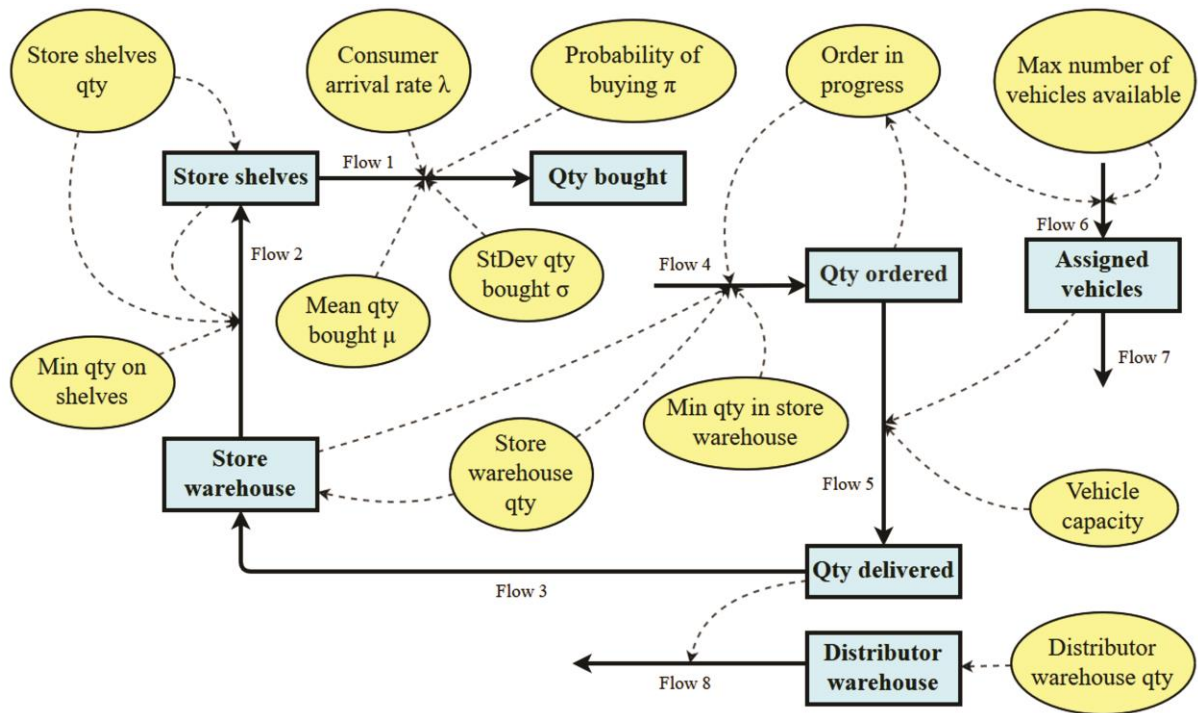 Store shelves
qty
Consumer
arrival rate λ
Probability of
buying π
Order in
progress
Max number of
vehicles available
Store shelves
Flow 1
Qty bought
Flow 2
Flow 6
Mean qty
bought μ
StDev qty
bought σ
Flow 4
Qty ordered
Assigned
vehicles
Min qty on
shelves
Flow 7
Min qty in store
warehouse
Store
warehouse
Store
warehouse
qty
Flow 5
Vehicle
capacity
Flow 3
Qty delivered
Flow 8
Distributor
warehouse
Distributor
warehouse qty